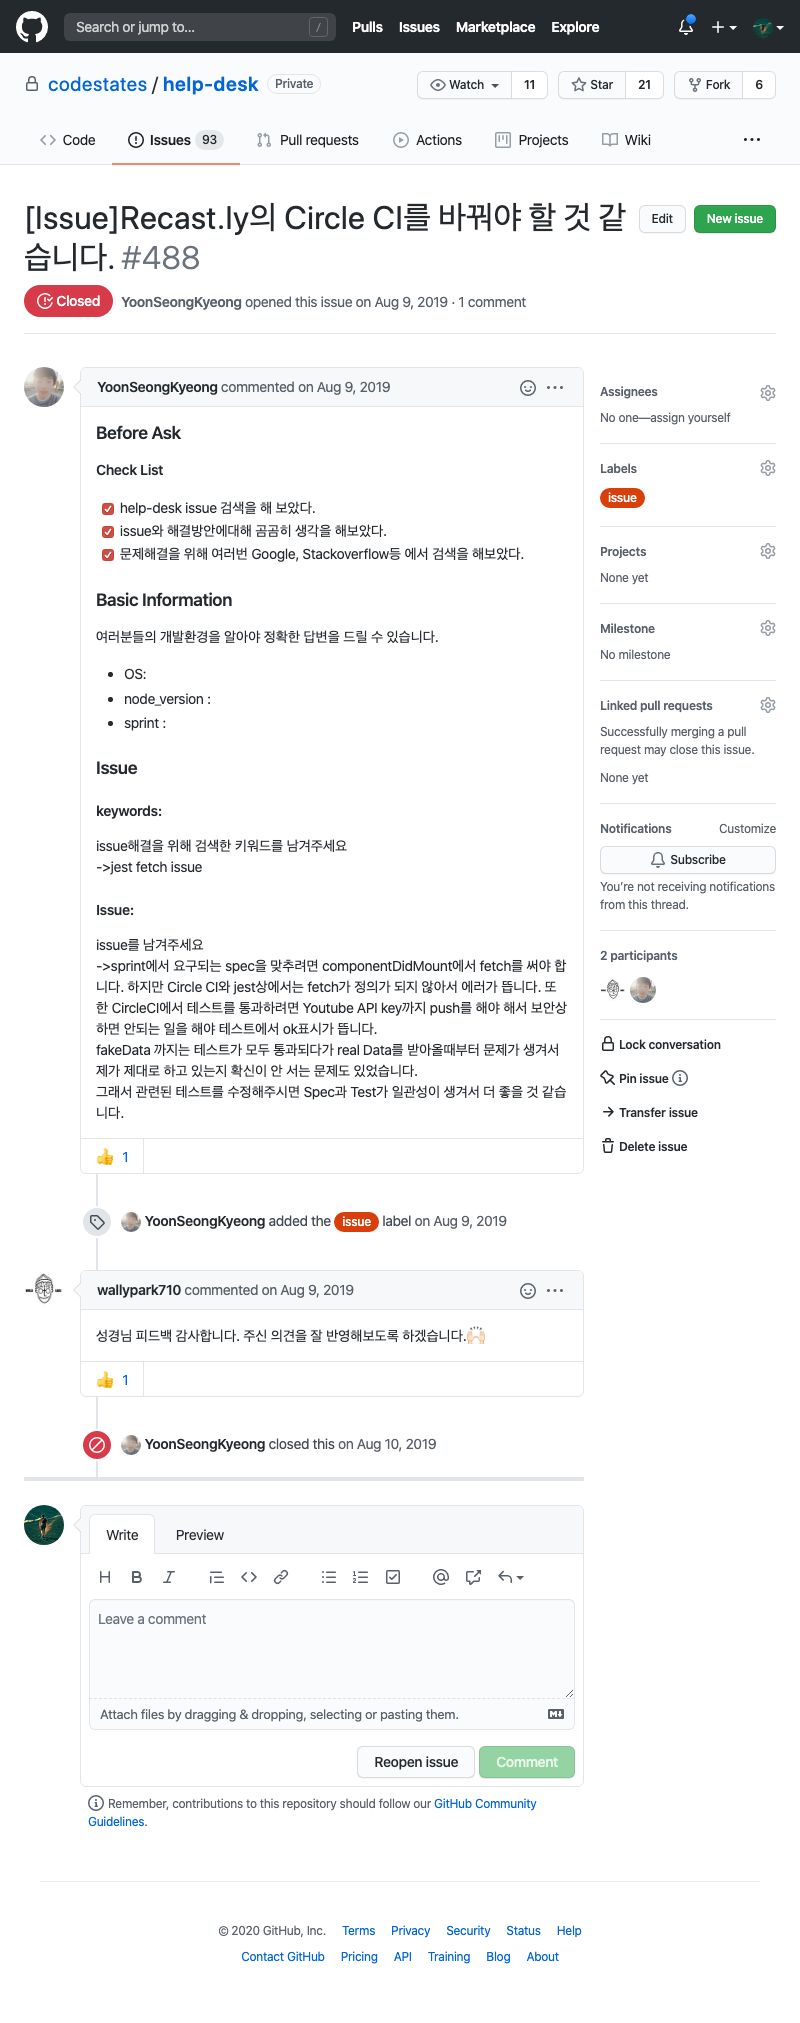 Search or jump to...
/
Pulls
Issues
Marketplace
Explore
codestates / help-desk
Private
Watch 11
Star 21
Fork 6
Code
Issues 93
Pull requests
Actions
Projects
Wiki
[Issue]Recast.ly의 Circle CI를 바꿔야 할 것 같
습니다. #488
Edit
New issue
Closed
YoonSeongKyeong opened this issue on Aug 9, 2019 · 1 comment
YoonSeongKyeong commented on Aug 9, 2019
Before Ask
Check List
help-desk issue 검색을 해 보았다.
issue와 해결방안에대해 곰곰히 생각을 해보았다.
문제해결을 위해 여러번 Google, Stackoverflow등 에서 검색을 해보았다.
Basic Information
여러분들의 개발환경을 알아야 정확한 답변을 드릴 수 있습니다.
OS:
node_version :
sprint :
Issue
keywords:
issue해결을 위해 검색한 키워드를 남겨주세요
->jest fetch issue
Issue:
issue를 남겨주세요
->sprint에서 요구되는 spec을 맞추려면 componentDidMount에서 fetch를 써야 합
니다. 하지만 Circle CI와 jest상에서는 fetch가 정의가 되지 않아서 에러가 뜹니다. 또
한 CircleCI에서 테스트를 통과하려면 Youtube API key까지 push를 해야 해서 보안상
하면 안되는 일을 해야 테스트에서 ok표시가 뜹니다.
fakeData 까지는 테스트가 모두 통과되다가 real Data를 받아올때부터 문제가 생겨서
제가 제대로 하고 있는지 확신이 안 서는 문제도 있었습니다.
그래서 관련된 테스트를 수정해주시면 Spec과 Test가 일관성이 생겨서 더 좋을 것 같습
니다.
👍 1
YoonSeongKyeong added the issue label on Aug 9, 2019
wallypark710 commented on Aug 9, 2019
성경님 피드백 감사합니다. 주신 의견을 잘 반영해보도록 하겠습니다.🙌🏻
👍 1
YoonSeongKyeong closed this on Aug 10, 2019
Write
Preview
Leave a comment
Attach files by dragging & dropping, selecting or pasting them.
Reopen issue
Comment
Remember, contributions to this repository should follow our GitHub Community
Guidelines.
Assignees
No one—assign yourself
Labels
issue
Projects
None yet
Milestone
No milestone
Linked pull requests
Successfully merging a pull
request may close this issue.
None yet
Notifications
Customize
Subscribe
You're not receiving notifications
from this thread.
2 participants
Lock conversation
Pin issue
Transfer issue
Delete issue
© 2020 GitHub, Inc.
Terms
Privacy
Security
Status
Help
Contact GitHub
Pricing
API
Training
Blog
About